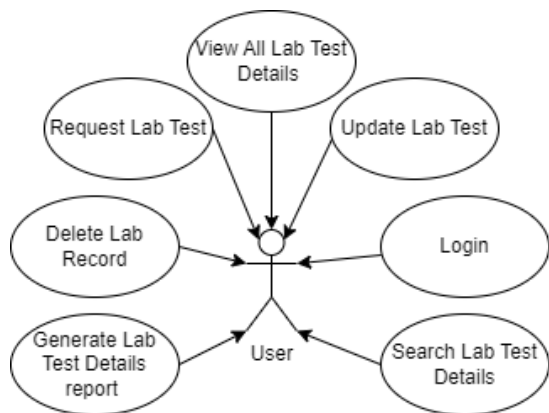 View All Lab Test
Details
Request Lab Test
Update Lab Test
Delete Lab
Record
Login
Generate Lab
Test Details
report
User
Search Lab Test
Details